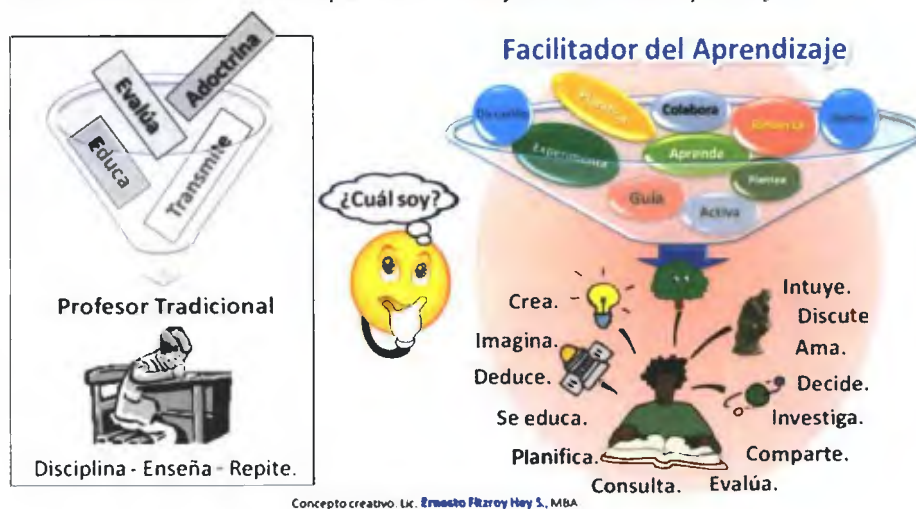 Facilitador del Aprendizaje
Adoctrina
Evalúa
Educa
Transmite
Profesor Tradicional
Disciplina - Enseña - Repite.
¿Cuál soy?
Colabora
Experimenta
Aprende
Piensa
Guía
Activa
Crea.
Imagina.
Deduce.
Se educa.
Planifica.
Consulta.
Evalúa.
Comparte.
Investiga.
Decide.
Ama.
Discute
Intuye.
Concepto creativo. Lic. Ernesto Fitzroy Hey S., MBA